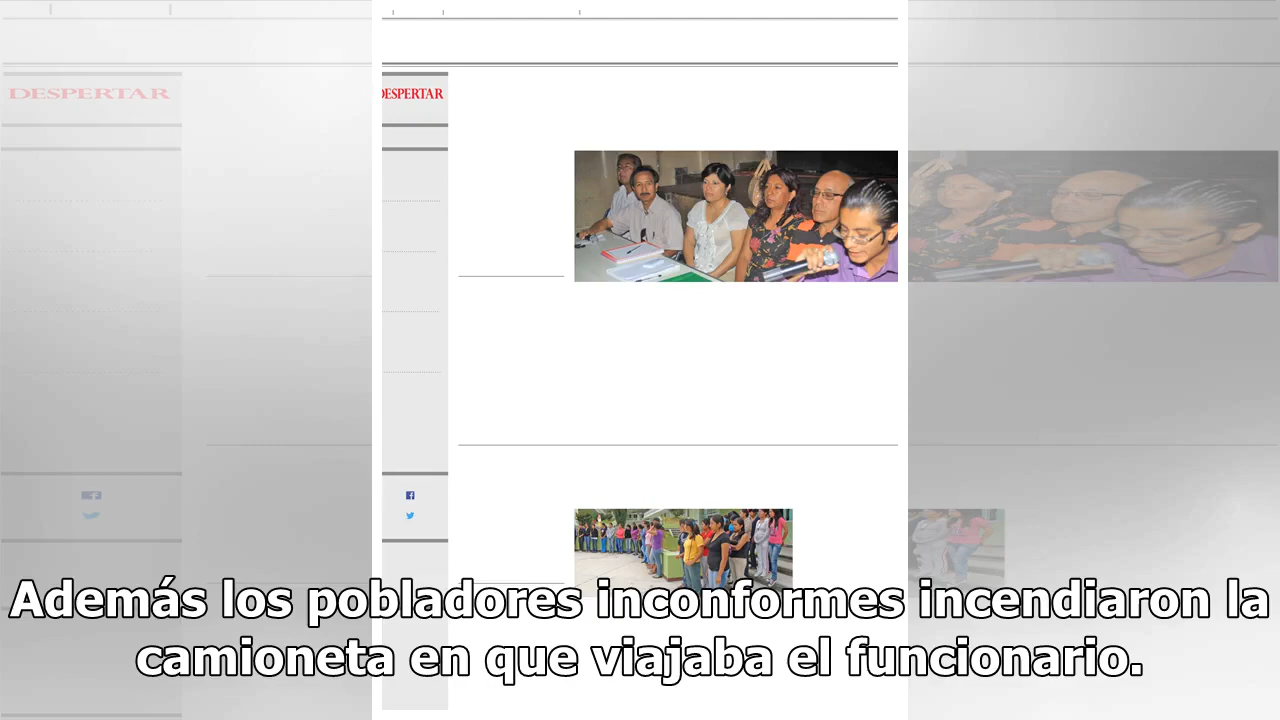 DESPERTAR
DESPERTAR
Además los pobladores inconformes incendiaron la
camioneta en que viajaba el funcionario.